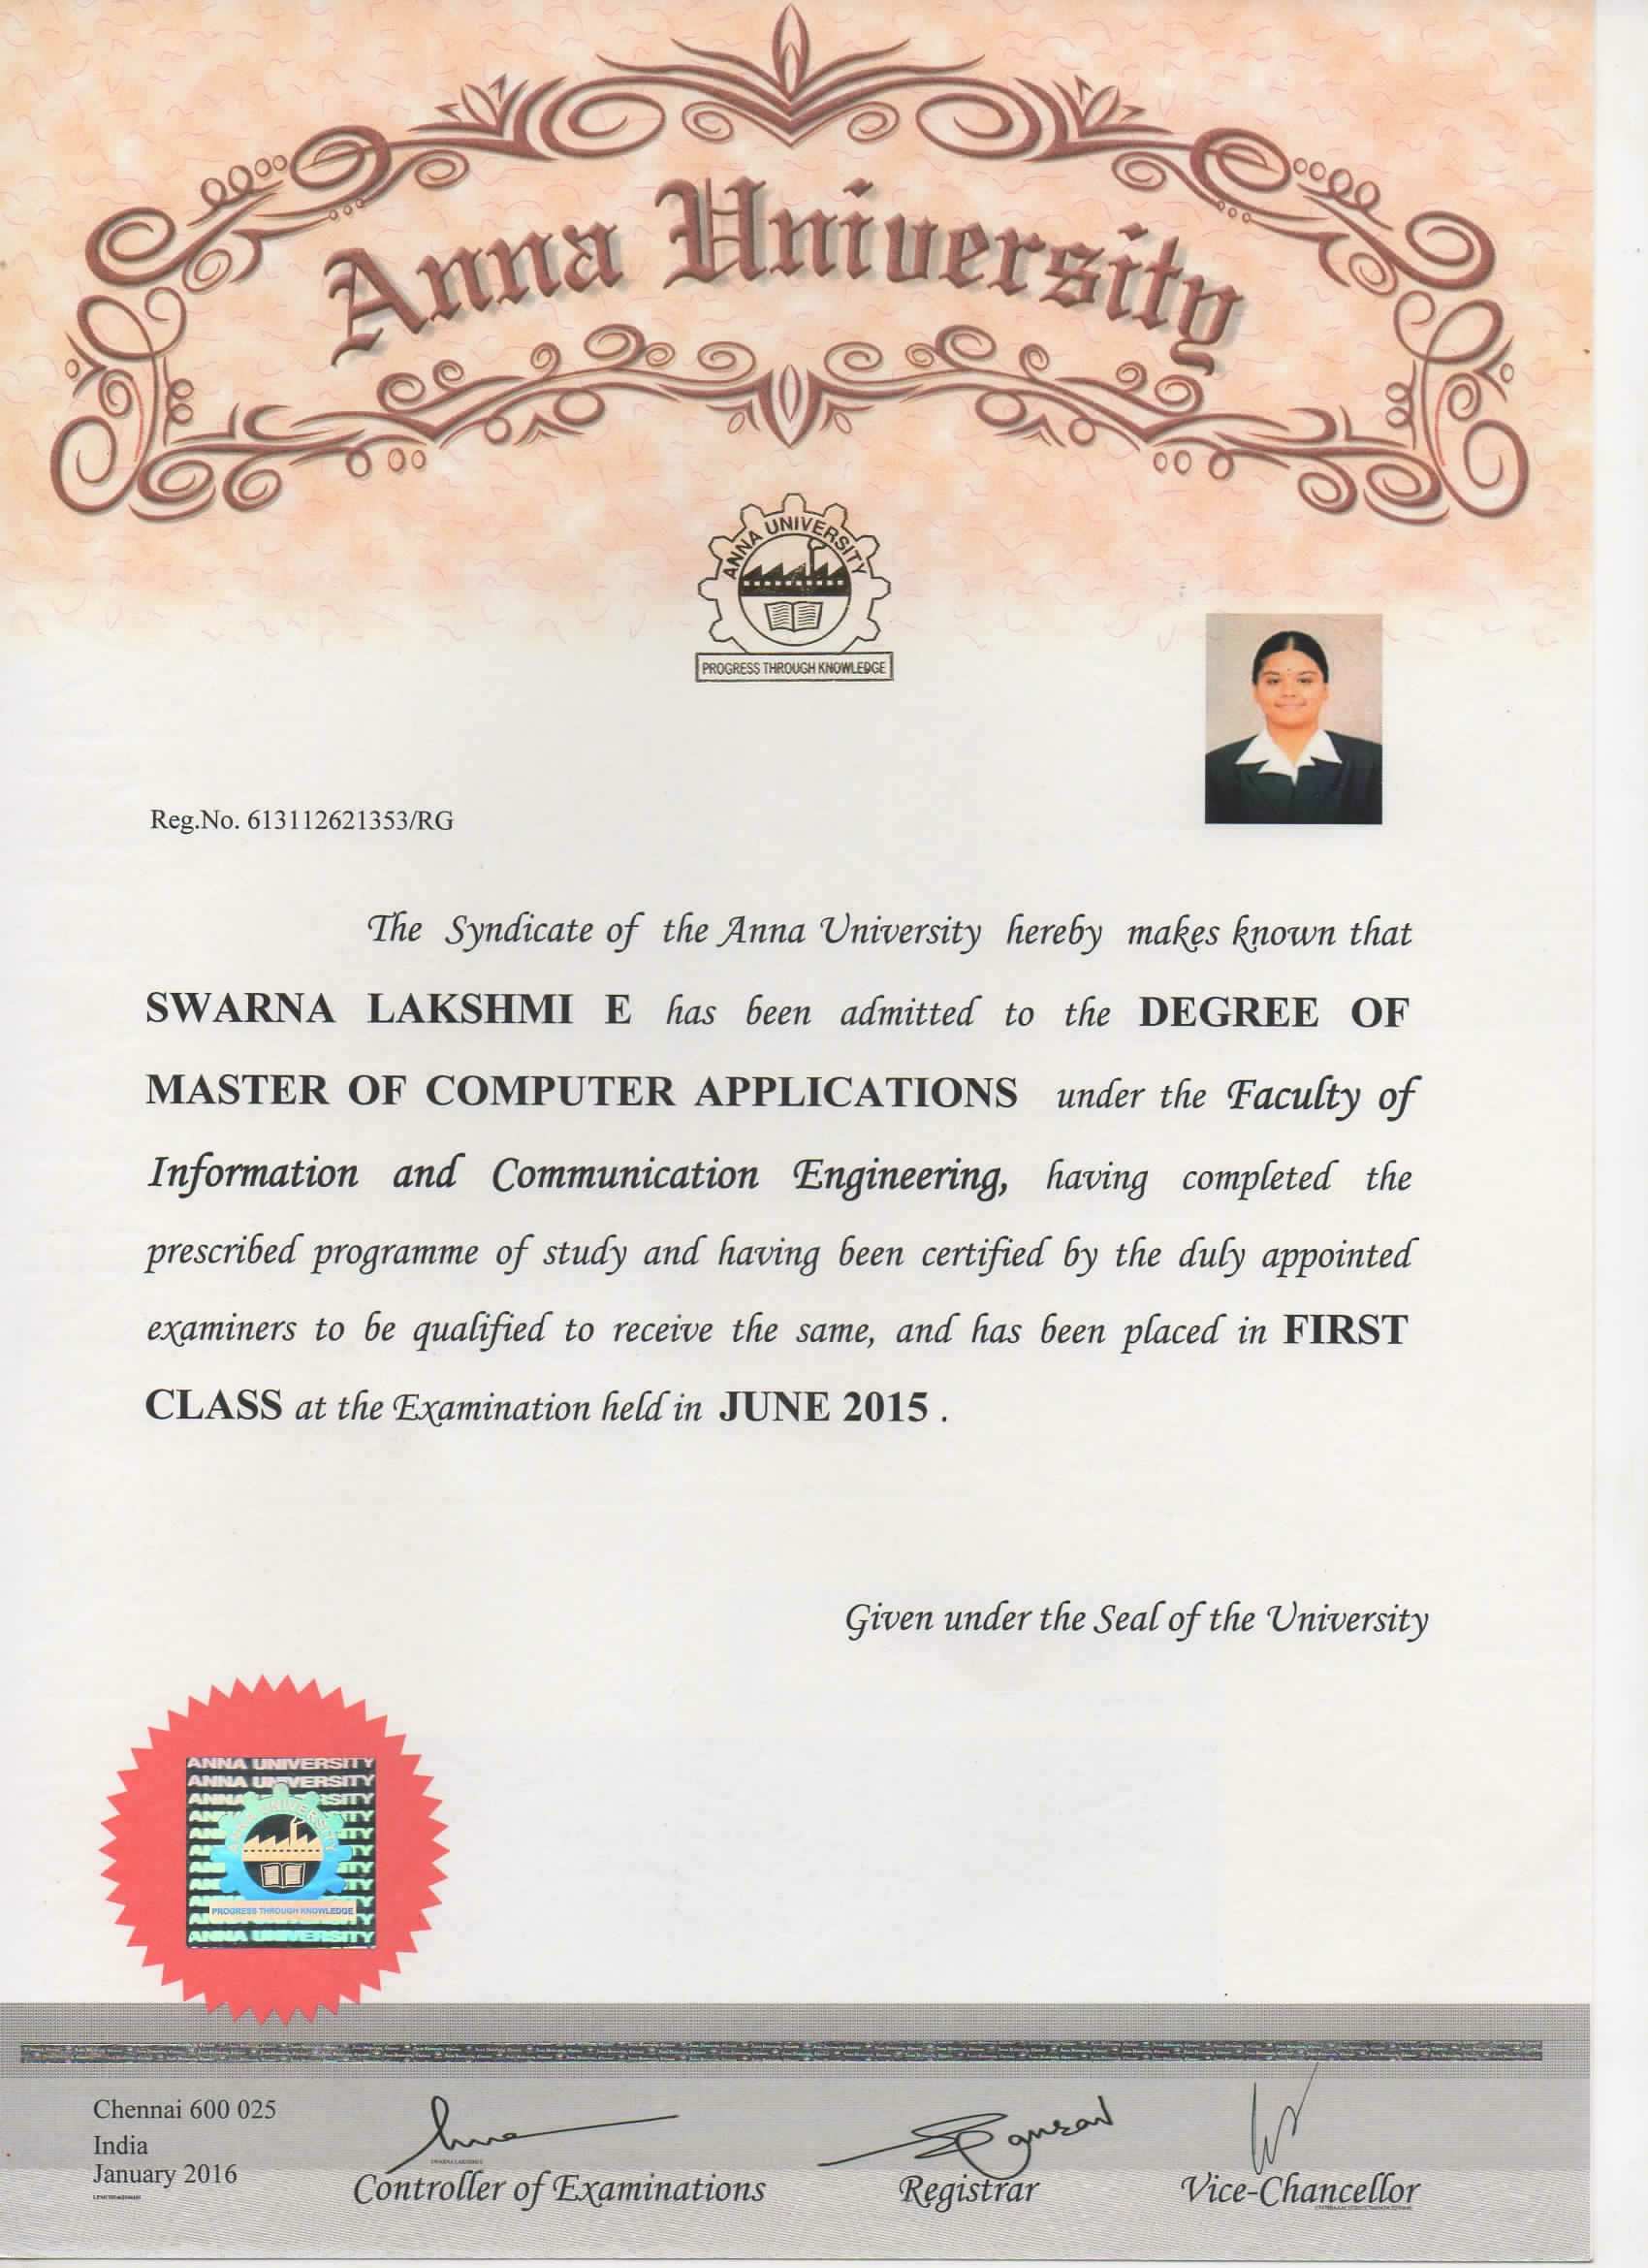 Anna University
ANNA UNIVERSITY
PROGRESS THROUGH KNOWLEDGE
Reg.No. 613112621353/RG
The Syndicate of the Anna University hereby makes known that
SWARNA LAKSHMI E has been admitted to the DEGREE OF
MASTER OF COMPUTER APPLICATIONS under the Faculty of
Information and Communication Engineering, having completed the
prescribed programme of study and having been certified by the duly appointed
examiners to be qualified to receive the same, and has been placed in FIRST
CLASS at the Examination held in JUNE 2015 .
Given under the Seal of the University
ANNA UNIVERSITY
ANNA UNIVERSITY
ANNA UNIVERSITY
PROGRESS THROUGH KNOWLEDGE
ANNA UNIVERSITY
Chennai 600 025
India
January 2016
Controller of Examinations
Registrar
Vice-Chancellor